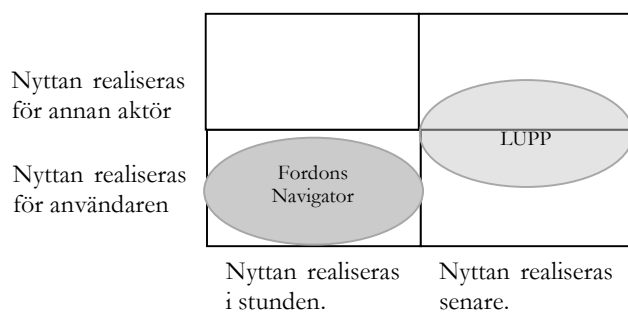 Nyttan realiseras
för annan aktör
LUPP
Nyttan realiseras
för användaren
Fordons
Navigator
Nyttan realiseras
i stunden.
Nyttan realiseras
senare.